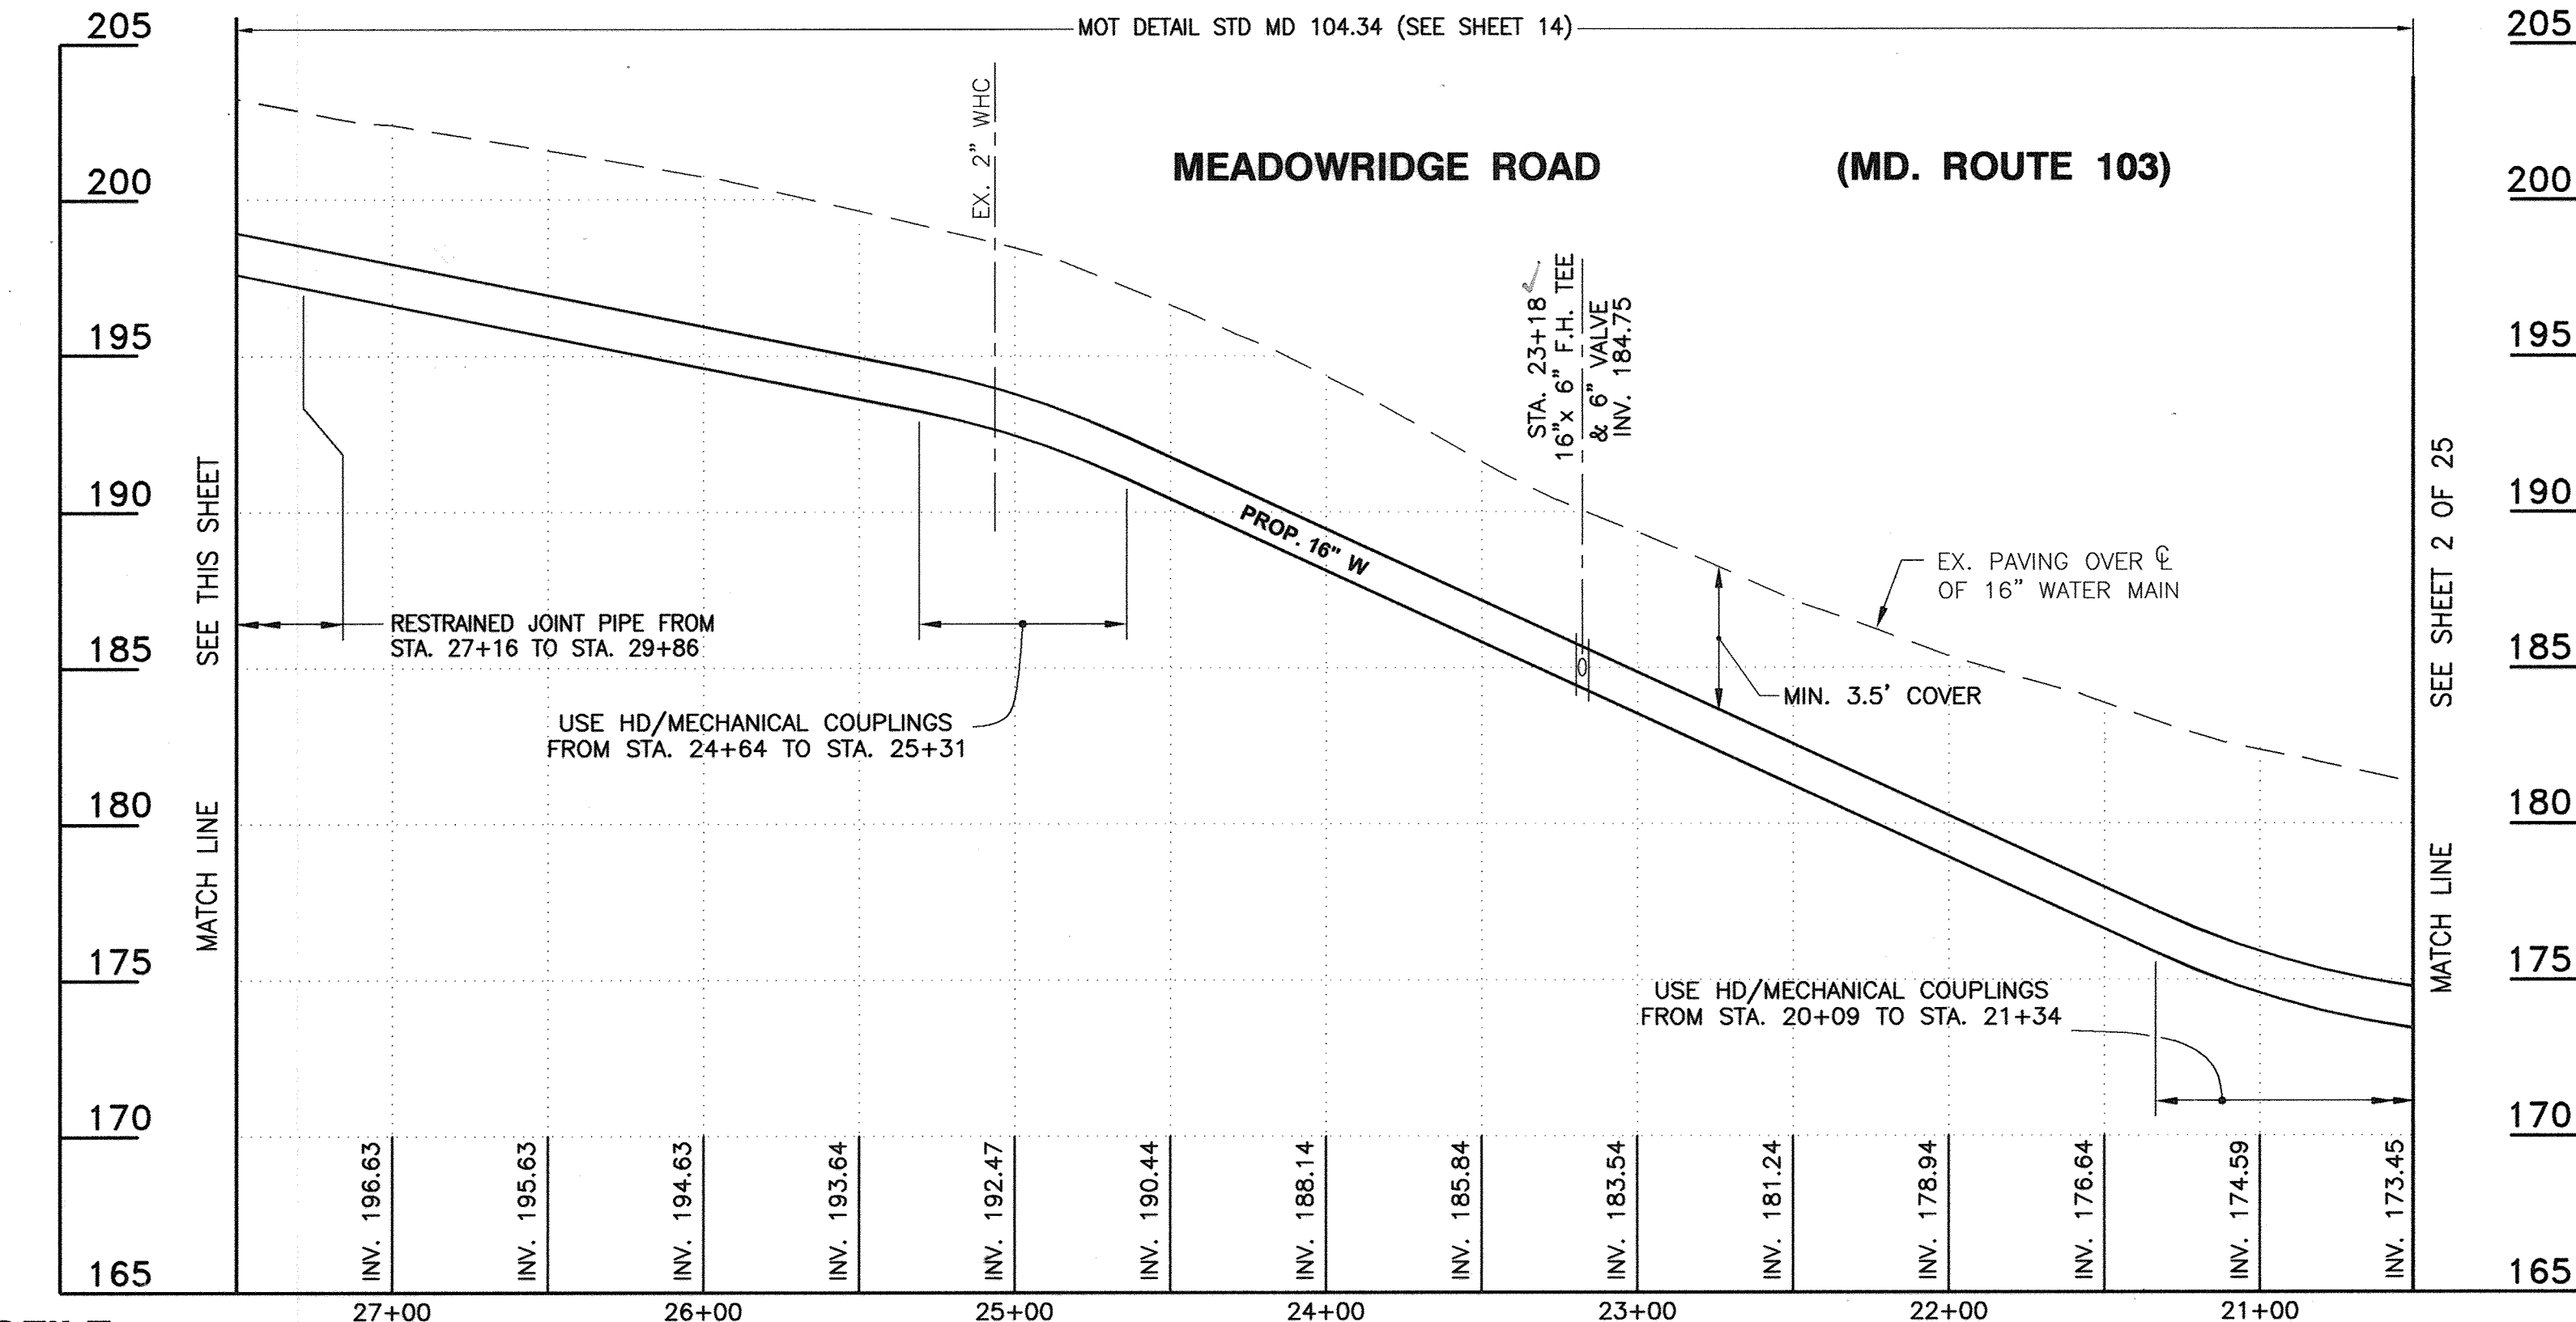 MOT DETAIL STD MD 104.34 (SEE SHEET 14)
205
205
MEADOWRIDGE ROAD (MD. ROUTE 103)
EX. 2" WHC
200
200
195
195
STA. 23+18
16"x 6" F.H. TEE
& 6" VALVE
INV. 184.75
190
190
PROP. 16" W
EX. PAVING OVER ℄
OF 16" WATER MAIN
MATCH LINE SEE THIS SHEET
MATCH LINE SEE SHEET 2 OF 25
RESTRAINED JOINT PIPE FROM
STA. 27+16 TO STA. 29+86
185
185
MIN. 3.5' COVER
USE HD/MECHANICAL COUPLINGS
FROM STA. 24+64 TO STA. 25+31
180
180
175
175
USE HD/MECHANICAL COUPLINGS
FROM STA. 20+09 TO STA. 21+34
170
170
INV. 196.63
INV. 195.63
INV. 194.63
INV. 193.64
INV. 192.47
INV. 190.44
INV. 188.14
INV. 185.84
INV. 183.54
INV. 181.24
INV. 178.94
INV. 176.64
INV. 174.59
INV. 173.45
165
165
27+00
26+00
25+00
24+00
23+00
22+00
21+00